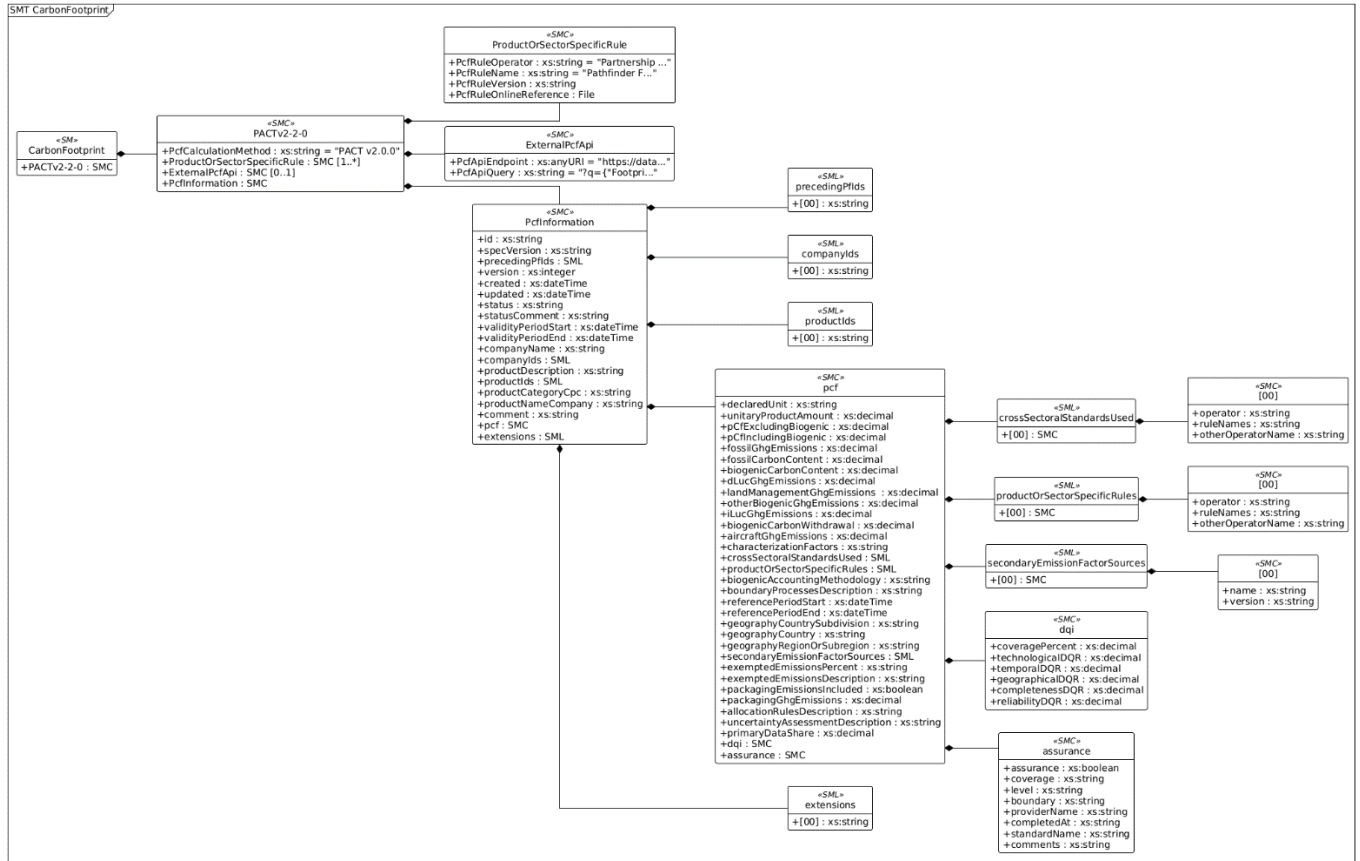 SMT CarbonFootprint
«SMC»
ProductOrSectorSpecificRule
+PcfRuleOperator : xs:string = "Partnership ..."
+PcfRuleName : xs:string = "Pathfinder F..."
+PcfRuleVersion : xs:string
+PcfRuleOnlineReference : File
«SM»
CarbonFootprint
+PACTv2-2-0 : SMC
«SMC»
PACTv2-2-0
+PcfCalculationMethod : xs:string = "PACT v2.0.0"
+ProductOrSectorSpecificRule : SMC [1..*]
+ExternalPcfApi : SMC [0..1]
+PcfInformation : SMC
«SMC»
ExternalPcfApi
+PcfApiEndpoint : xs:anyURI = "https://data..."
+PcfApiQuery : xs:string = "?q={"Footpri..."
«SMC»
PcfInformation
+id : xs:string
+specVersion : xs:string
+precedingPfIds : SML
+version : xs:integer
+created : xs:dateTime
+updated : xs:dateTime
+status : xs:string
+statusComment : xs:string
+validityPeriodStart : xs:dateTime
+validityPeriodEnd : xs:dateTime
+companyName : xs:string
+companyIds : SML
+productDescription : xs:string
+productIds : SML
+productCategoryCpc : xs:string
+productNameCompany : xs:string
+comment : xs:string
+pcf : SMC
+extensions : SML
«SML»
precedingPfIds
+[00] : xs:string
«SML»
companyIds
+[00] : xs:string
«SML»
productIds
+[00] : xs:string
«SMC»
pcf
+declaredUnit : xs:string
+unitaryProductAmount : xs:decimal
+pCfExcludingBiogenic : xs:decimal
+pCfIncludingBiogenic : xs:decimal
+fossilGhgEmissions : xs:decimal
+fossilCarbonContent : xs:decimal
+biogenicCarbonContent : xs:decimal
+dLucGhgEmissions : xs:decimal
+landManagementGhgEmissions : xs:decimal
+otherBiogenicGhgEmissions : xs:decimal
+iLucGhgEmissions : xs:decimal
+biogenicCarbonWithdrawal : xs:decimal
+aircraftGhgEmissions : xs:decimal
+characterizationFactors : xs:string
+crossSectoralStandardsUsed : SML
+productOrSectorSpecificRules : SML
+biogenicAccountingMethodology : xs:string
+boundaryProcessesDescription : xs:string
+referencePeriodStart : xs:dateTime
+referencePeriodEnd : xs:dateTime
+geographyCountrySubdivision : xs:string
+geographyCountry : xs:string
+geographyRegionOrSubregion : xs:string
+secondaryEmissionFactorSources : SML
+exemptedEmissionsPercent : xs:string
+exemptedEmissionsDescription : xs:string
+packagingEmissionsIncluded : xs:boolean
+packagingGhgEmissions : xs:decimal
+allocationRulesDescription : xs:string
+uncertaintyAssessmentDescription : xs:string
+primaryDataShare : xs:decimal
+dqi : SMC
+assurance : SMC
«SML»
crossSectoralStandardsUsed
+[00] : SMC
«SMC»
[00]
+operator : xs:string
+ruleNames : xs:string
+otherOperatorName : xs:string
«SML»
productOrSectorSpecificRules
+[00] : SMC
«SMC»
[00]
+operator : xs:string
+ruleNames : xs:string
+otherOperatorName : xs:string
«SML»
secondaryEmissionFactorSources
+[00] : SMC
«SMC»
[00]
+name : xs:string
+version : xs:string
«SMC»
dqi
+coveragePercent : xs:decimal
+technologicalDQR : xs:decimal
+temporalDQR : xs:decimal
+geographicalDQR : xs:decimal
+completenessDQR : xs:decimal
+reliabilityDQR : xs:decimal
«SMC»
assurance
+assurance : xs:boolean
+coverage : xs:string
+level : xs:string
+boundary : xs:string
+providerName : xs:string
+completedAt : xs:string
+standardName : xs:string
+comments : xs:string
«SML»
extensions
+[00] : xs:string